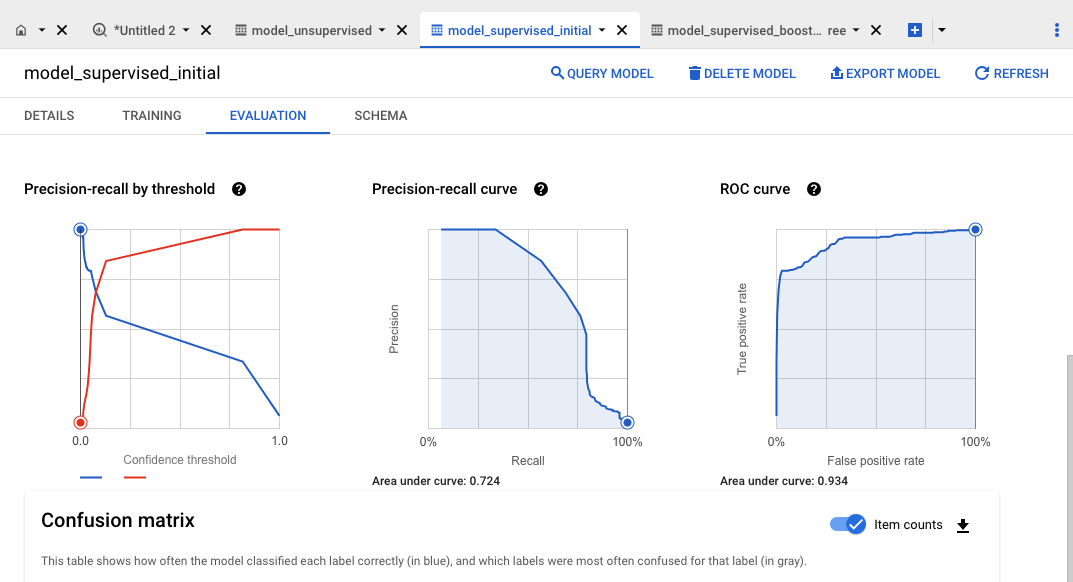 *Untitled 2 model_unsupervised model_supervised_initial model_supervised_boost... ree
model_supervised_initial QUERY MODEL DELETE MODEL EXPORT MODEL REFRESH
DETAILS TRAINING EVALUATION SCHEMA
Precision-recall by threshold ?
0.0 1.0
Confidence threshold
Precision-recall curve ?
Precision
0% 100%
Recall
Area under curve: 0.724
ROC curve ?
True positive rate
0% 100%
False positive rate
Area under curve: 0.934
Confusion matrix
Item counts
This table shows how often the model classified each label correctly (in blue), and which labels were most often confused for that label (in gray).